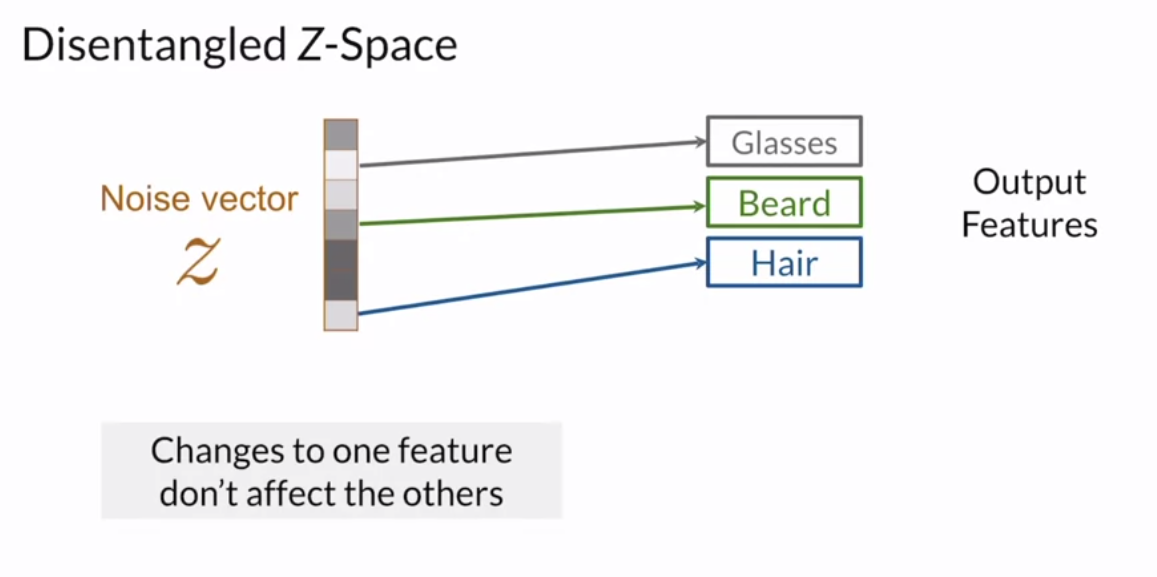 Disentangled Z-Space
Noise vector
z
Glasses
Beard
Hair
Output
Features
Changes to one feature
don't affect the others